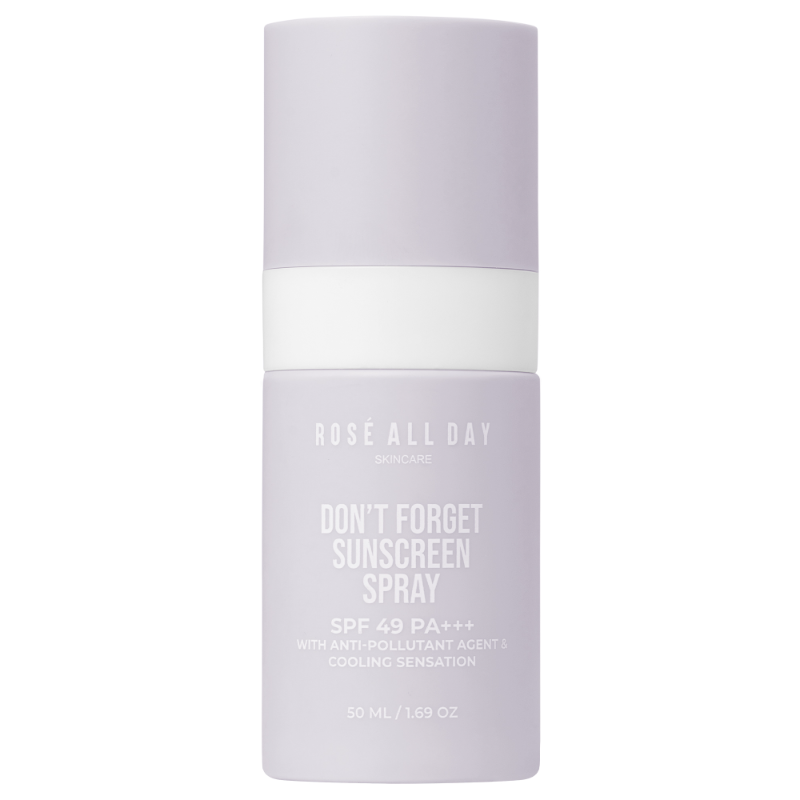 ROSÉ ALL DAY
SKINCARE
DON'T FORGET
SUNSCREEN
SPRAY
SPF 49 PA+++
WITH ANTI-POLLUTANT AGENT &
COOLING SENSATION
50 ML / 1.69 OZ